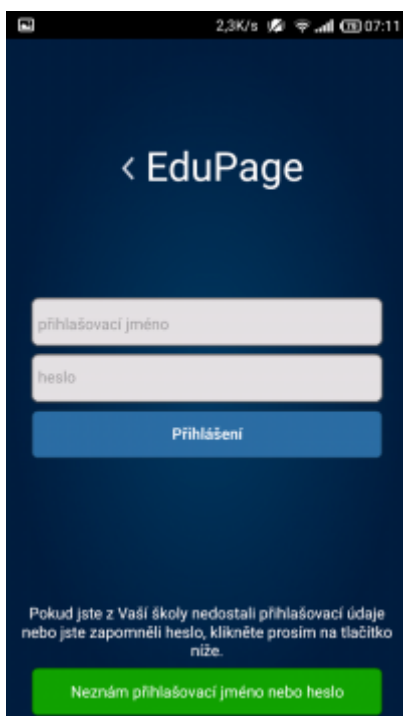 2,3K/s 78 07:11
< EduPage
přihlašovací jméno
heslo
Přihlášení
Pokud jste z Vaší školy nedostali přihlašovací údaje
nebo jste zapomněli heslo, klikněte prosím na tlačítko
níže.
Neznám přihlašovací jméno nebo heslo